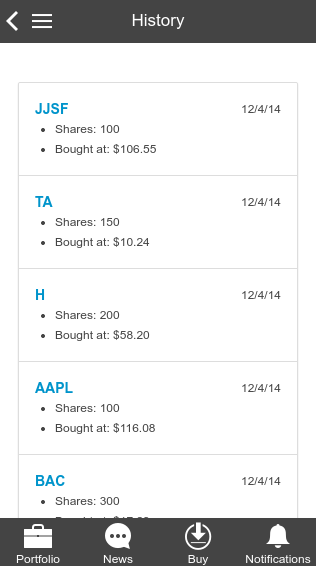 History
JJSF 12/4/14
Shares: 100
Bought at: $106.55
TA 12/4/14
Shares: 150
Bought at: $10.24
H 12/4/14
Shares: 200
Bought at: $58.20
AAPL 12/4/14
Shares: 100
Bought at: $116.08
BAC 12/4/14
Shares: 300
Portfolio News Buy Notifications